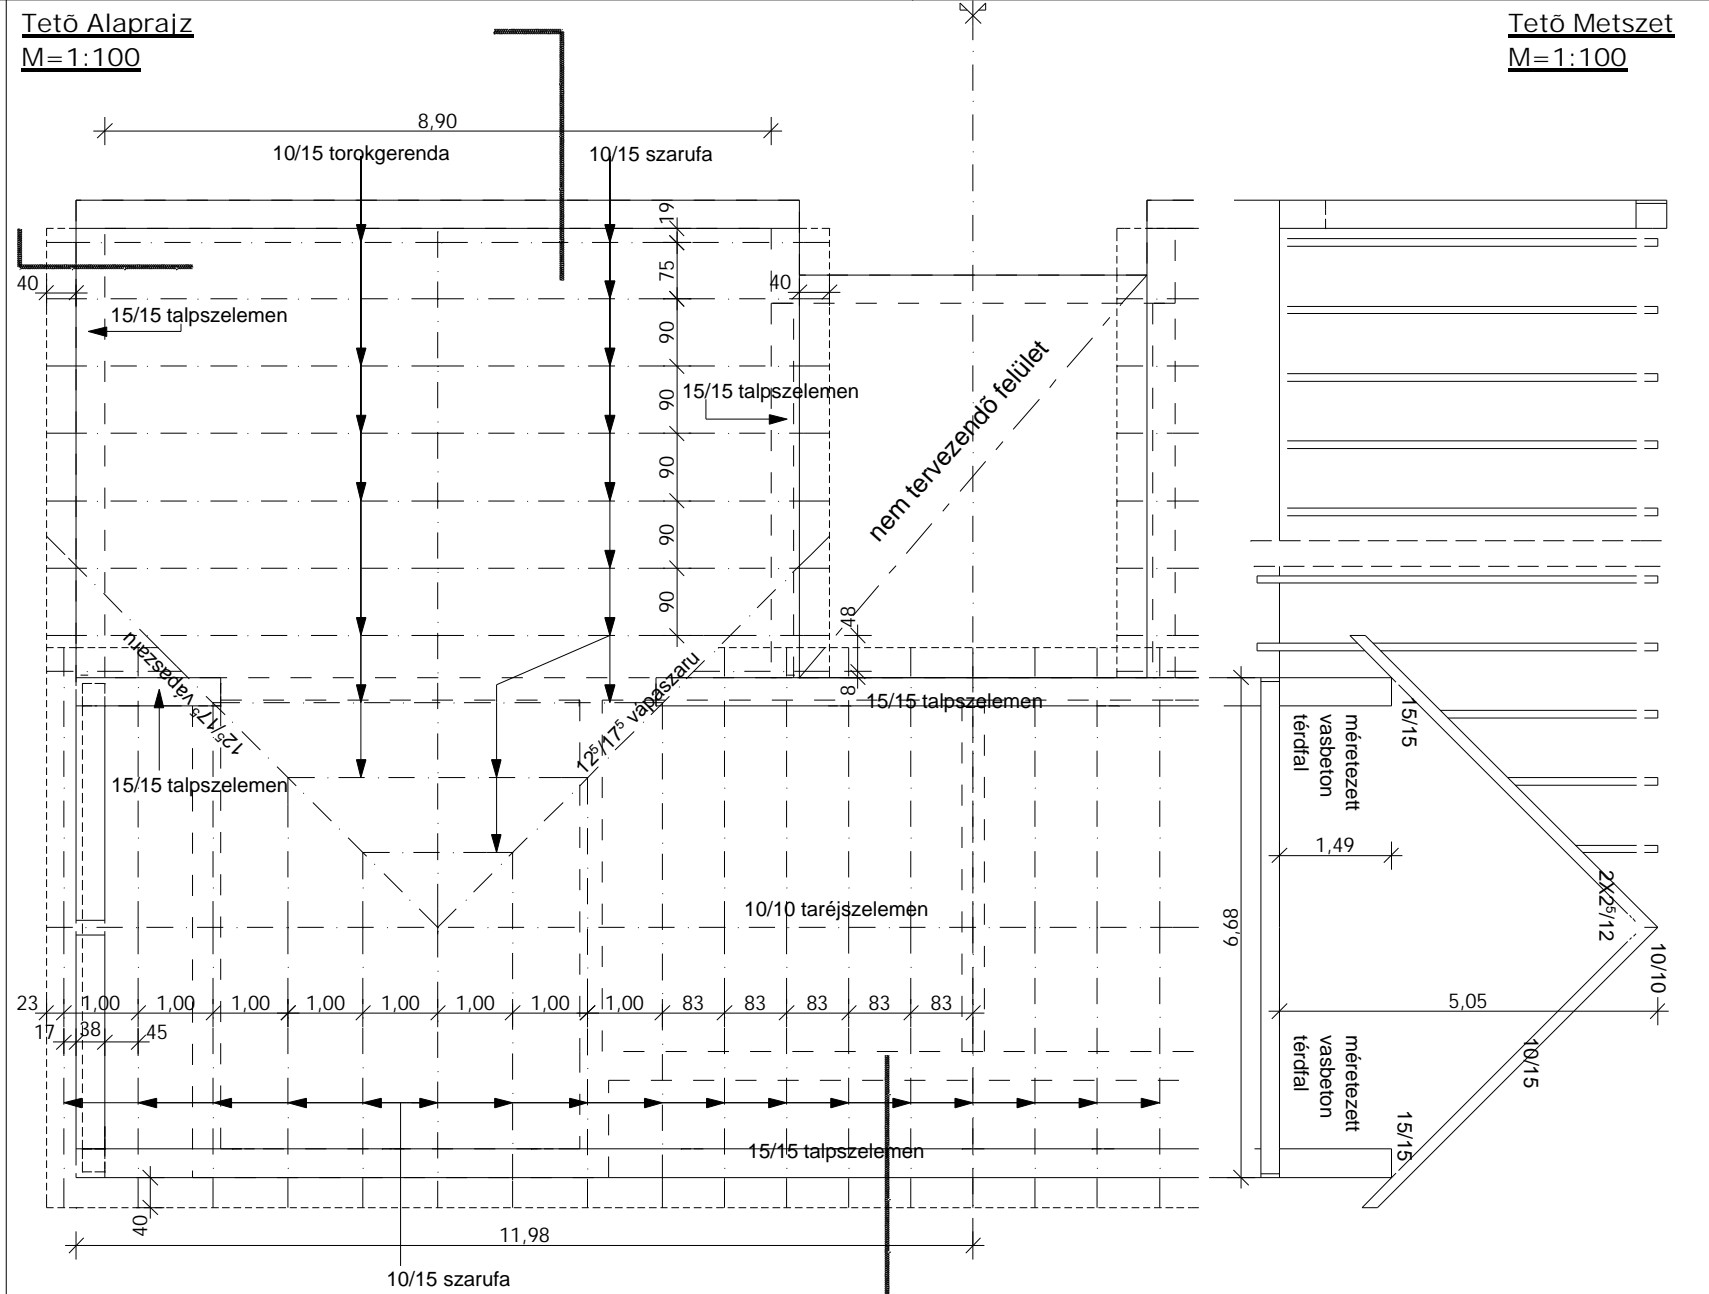 Tetõ Alaprajz
M=1:100
Tetõ Metszet
M=1:100
8,90
10/15 torokgerenda
10/15 szarufa
19
75
40
40
15/15 talpszelemen
90
90
90
90
90
15/15 talpszelemen
nem tervezendõ felület
48
8
12⁵/17⁵ vápaszaru
12⁵/17⁵ vápaszaru
15/15 talpszelemen
15/15 talpszelemen
15/15
méretezett
vasbeton
térdfal
1,49
10/10 taréjszelemen
2X2⁵/12
6,68
10/10
23
1,00
1,00
1,00
1,00
1,00
1,00
1,00
1,00
83
83
83
83
83
5,05
17
38
45
méretezett
vasbeton
térdfal
10/15
15/15
15/15 talpszelemen
40
11,98
10/15 szarufa